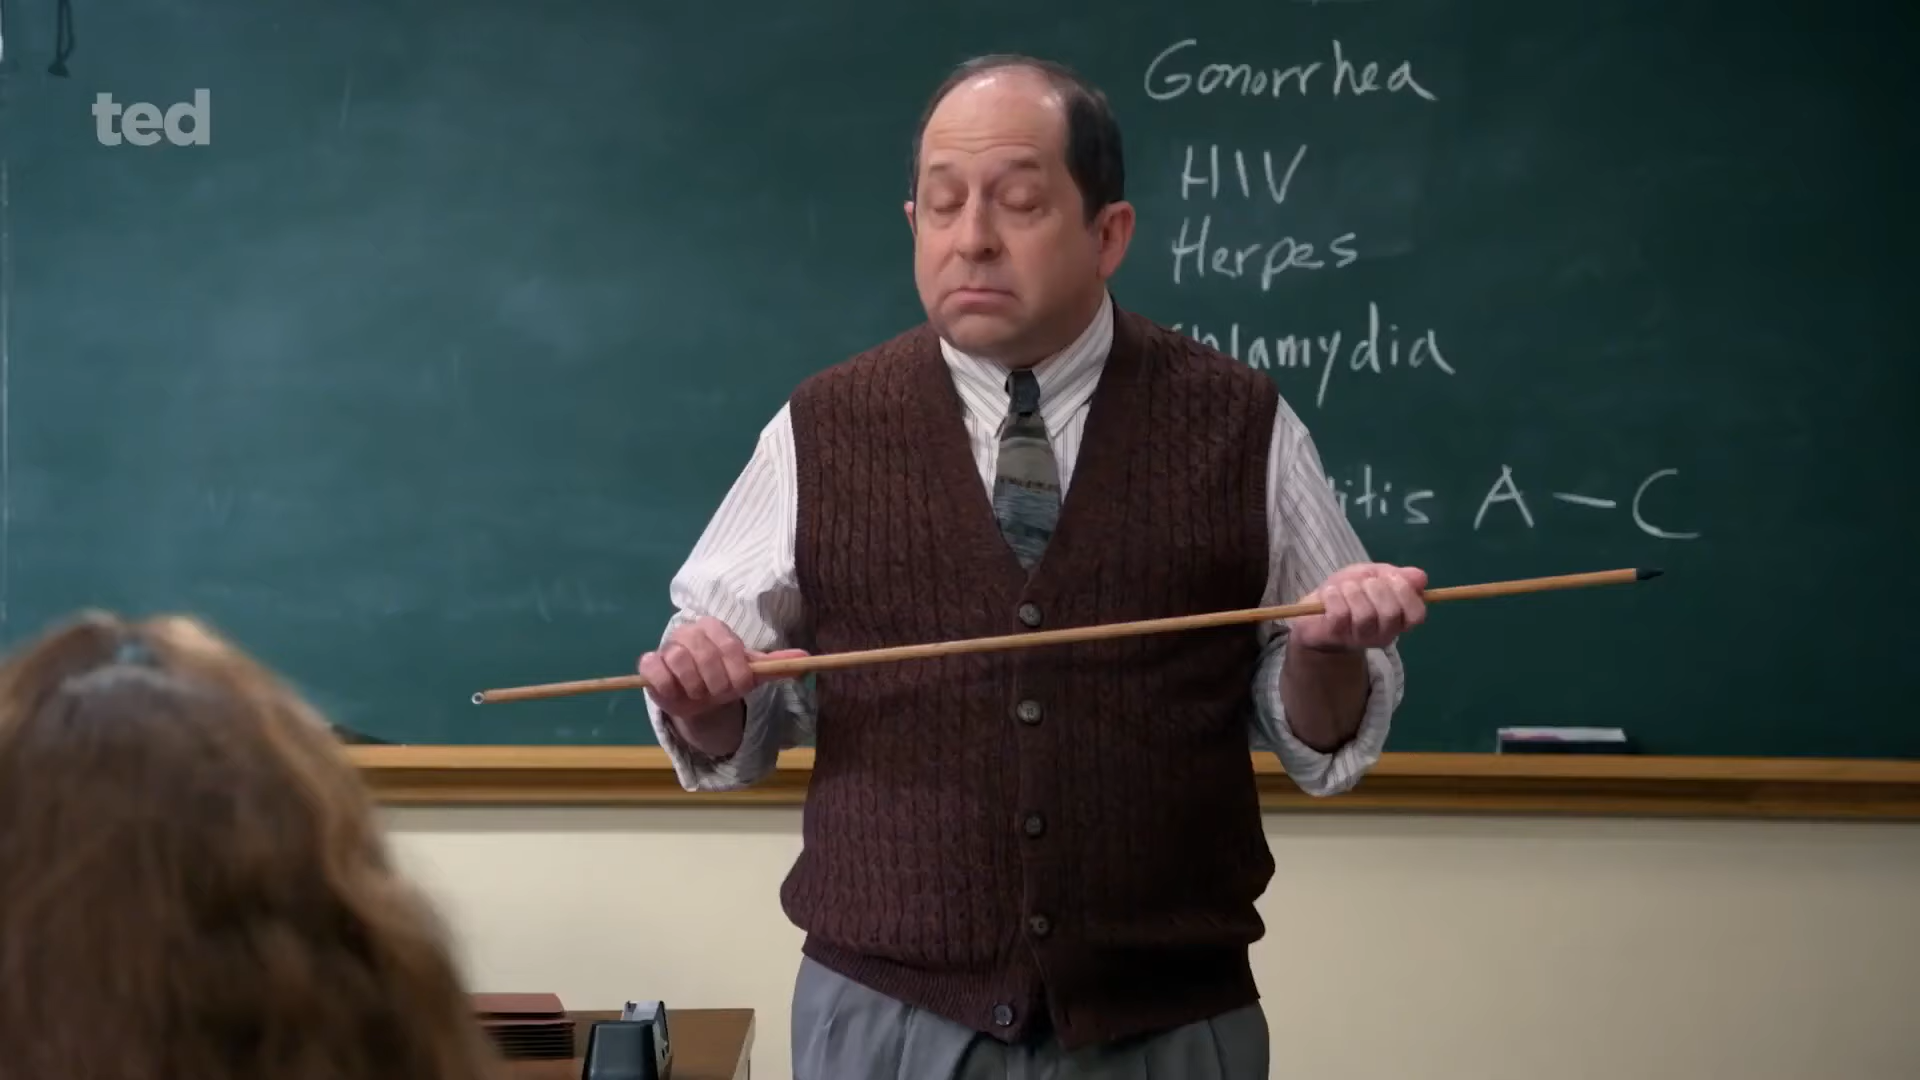 ted
Gonorrhea
HIV
Herpes
hlamydia
itis A-C